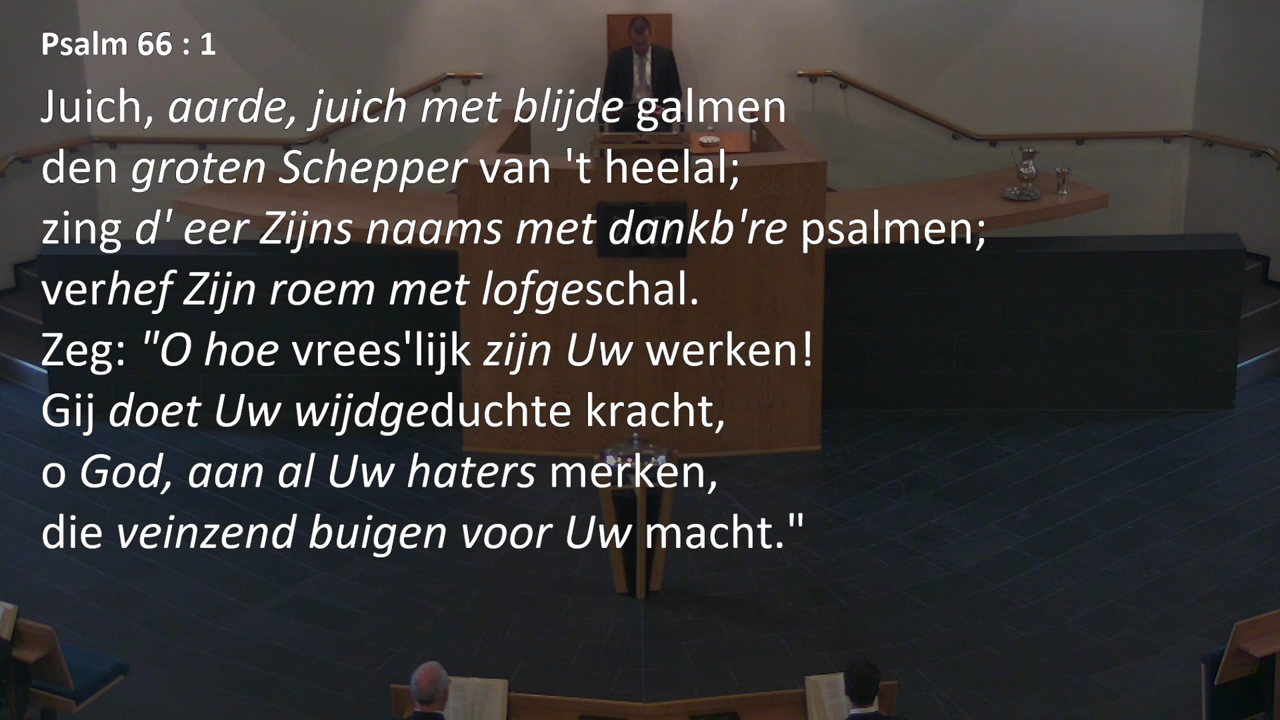 Psalm 66 : 1
Juich, aarde, juich met blijde galmen
den groten Schepper van 't heelal;
zing d' eer Zijns naams met dankb're psalmen;
verhef Zijn roem met lofgeschal.
Zeg: "O hoe vrees'lijk zijn Uw werken!
Gij doet Uw wijdgeduchte kracht,
o God, aan al Uw haters merken,
die veinzend buigen voor Uw macht."